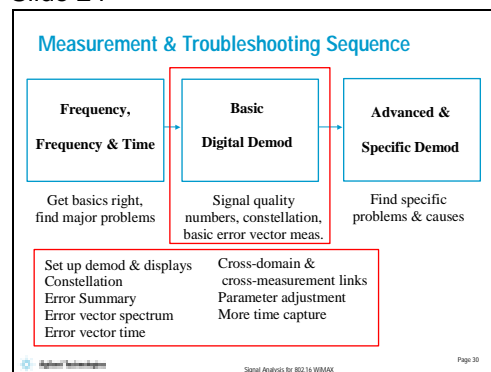 Measurement & Troubleshooting Sequence
Frequency,
Frequency & Time
Basic
Digital Demod
Advanced &
Specific Demod
Get basics right,
find major problems
Signal quality
numbers, constellation,
basic error vector meas.
Find specific
problems & causes
Set up demod & displays
Constellation
Error Summary
Error vector spectrum
Error vector time
Cross-domain &
cross-measurement links
Parameter adjustment
More time capture
Signal Analysis for 802.16 WiMAX
Page 30